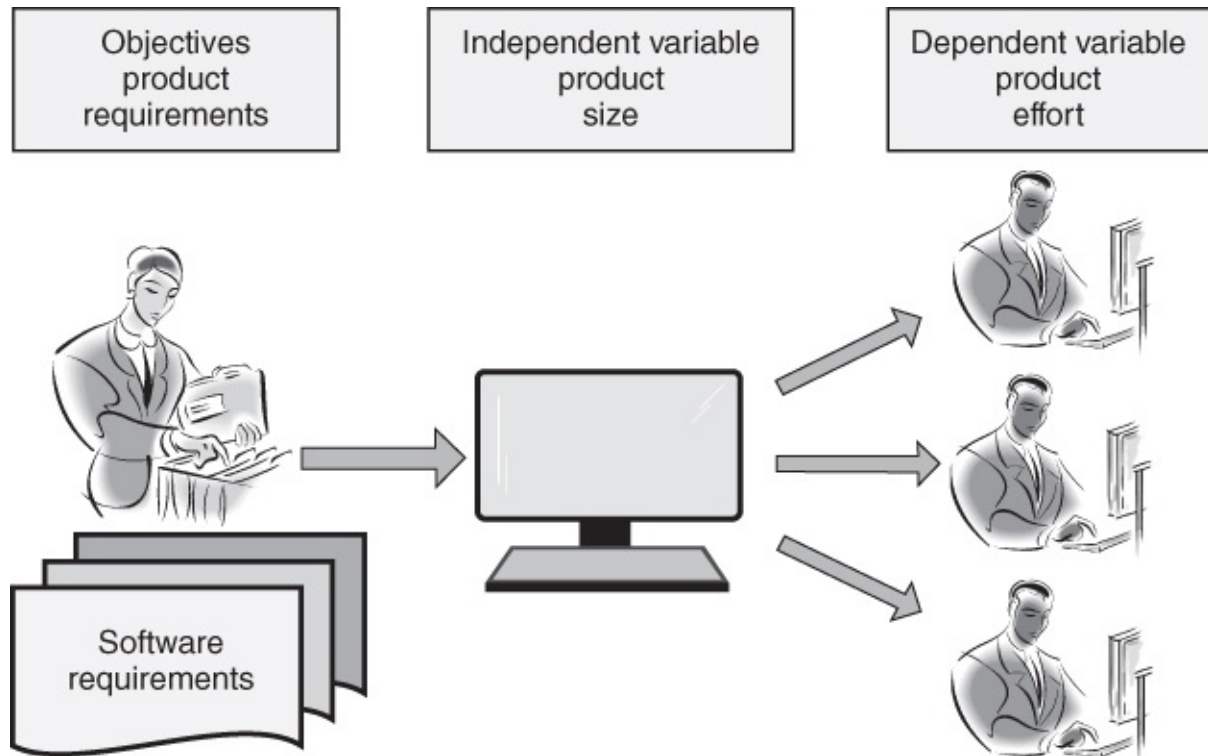 Objectives
product
requirements
Independent variable
product
size
Dependent variable
product
effort
Software
requirements